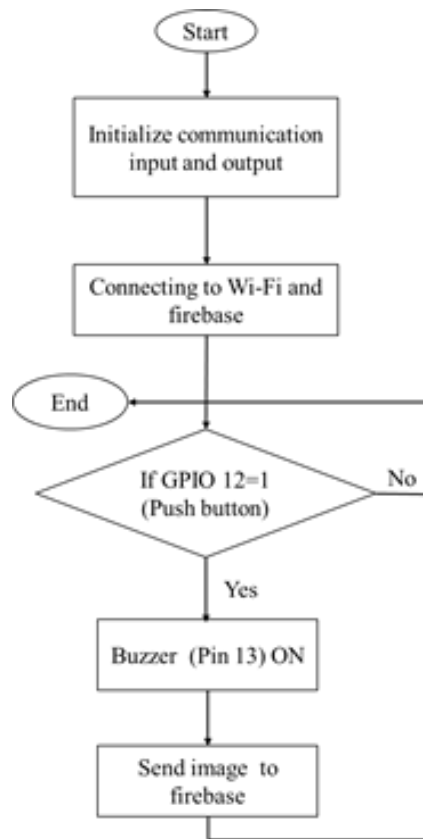 Start
Initialize communication
input and output
Connecting to Wi-Fi and
firebase
End
If GPIO 12=1
(Push button)
No
Yes
Buzzer (Pin 13) ON
Send image to
firebase